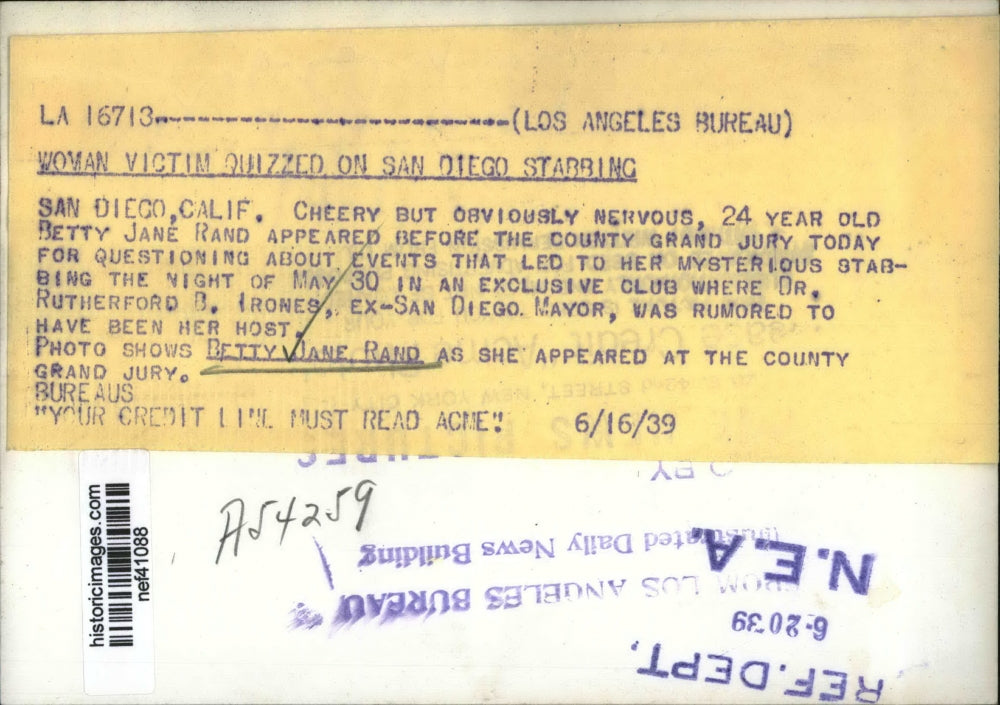 LA 16713-----------------------------(LOS ANGELES BUREAU)
WOMAN VICTIM QUIZZED ON SAN DIEGO STABBING
SAN DIEGO, CALIF. CHEERY BUT OBVIOUSLY NERVOUS, 24 YEAR OLD
BETTY JANE RAND APPEARED BEFORE THE COUNTY GRAND JURY TODAY
FOR QUESTIONING ABOUT EVENTS THAT LED TO HER MYSTERIOUS STAB-
BING THE NIGHT OF MAY 30 IN AN EXCLUSIVE CLUB WHERE DR.
RUTHERFORD B. IRONES, EX-SAN DIEGO. MAYOR, WAS RUMORED TO
HAVE BEEN HER HOST.
PHOTO SHOWS BETTY JANE RAND AS SHE APPEARED AT THE COUNTY
GRAND JURY.
BUREAUS
"YOUR CREDIT LINE MUST READ ACME" 6/16/39
A54259
historicimages.com
nef41088
REF. DEPT.
6-20 39
N.E.A.
FROM LOS ANGELES BUREAU
Illustrated Daily News Building